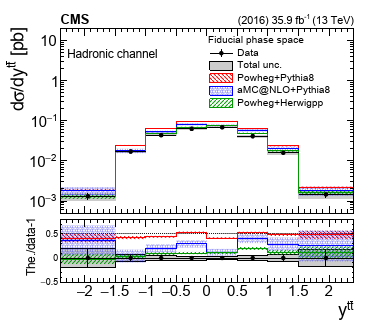 CMS (2016) 35.9 fb⁻¹ (13 TeV)
Hadronic channel
Fiducial phase space
Data
Total unc.
Powheg+Pythia8
aMC@NLO+Pythia8
Powheg+Herwigpp
dσ/dy^{tt̄} [pb]
10
1
10⁻¹
10⁻²
10⁻³
The./data-1
0.5
0
−0.5
−2 −1.5 −1 −0.5 0 0.5 1 1.5 2
y^{tt̄}